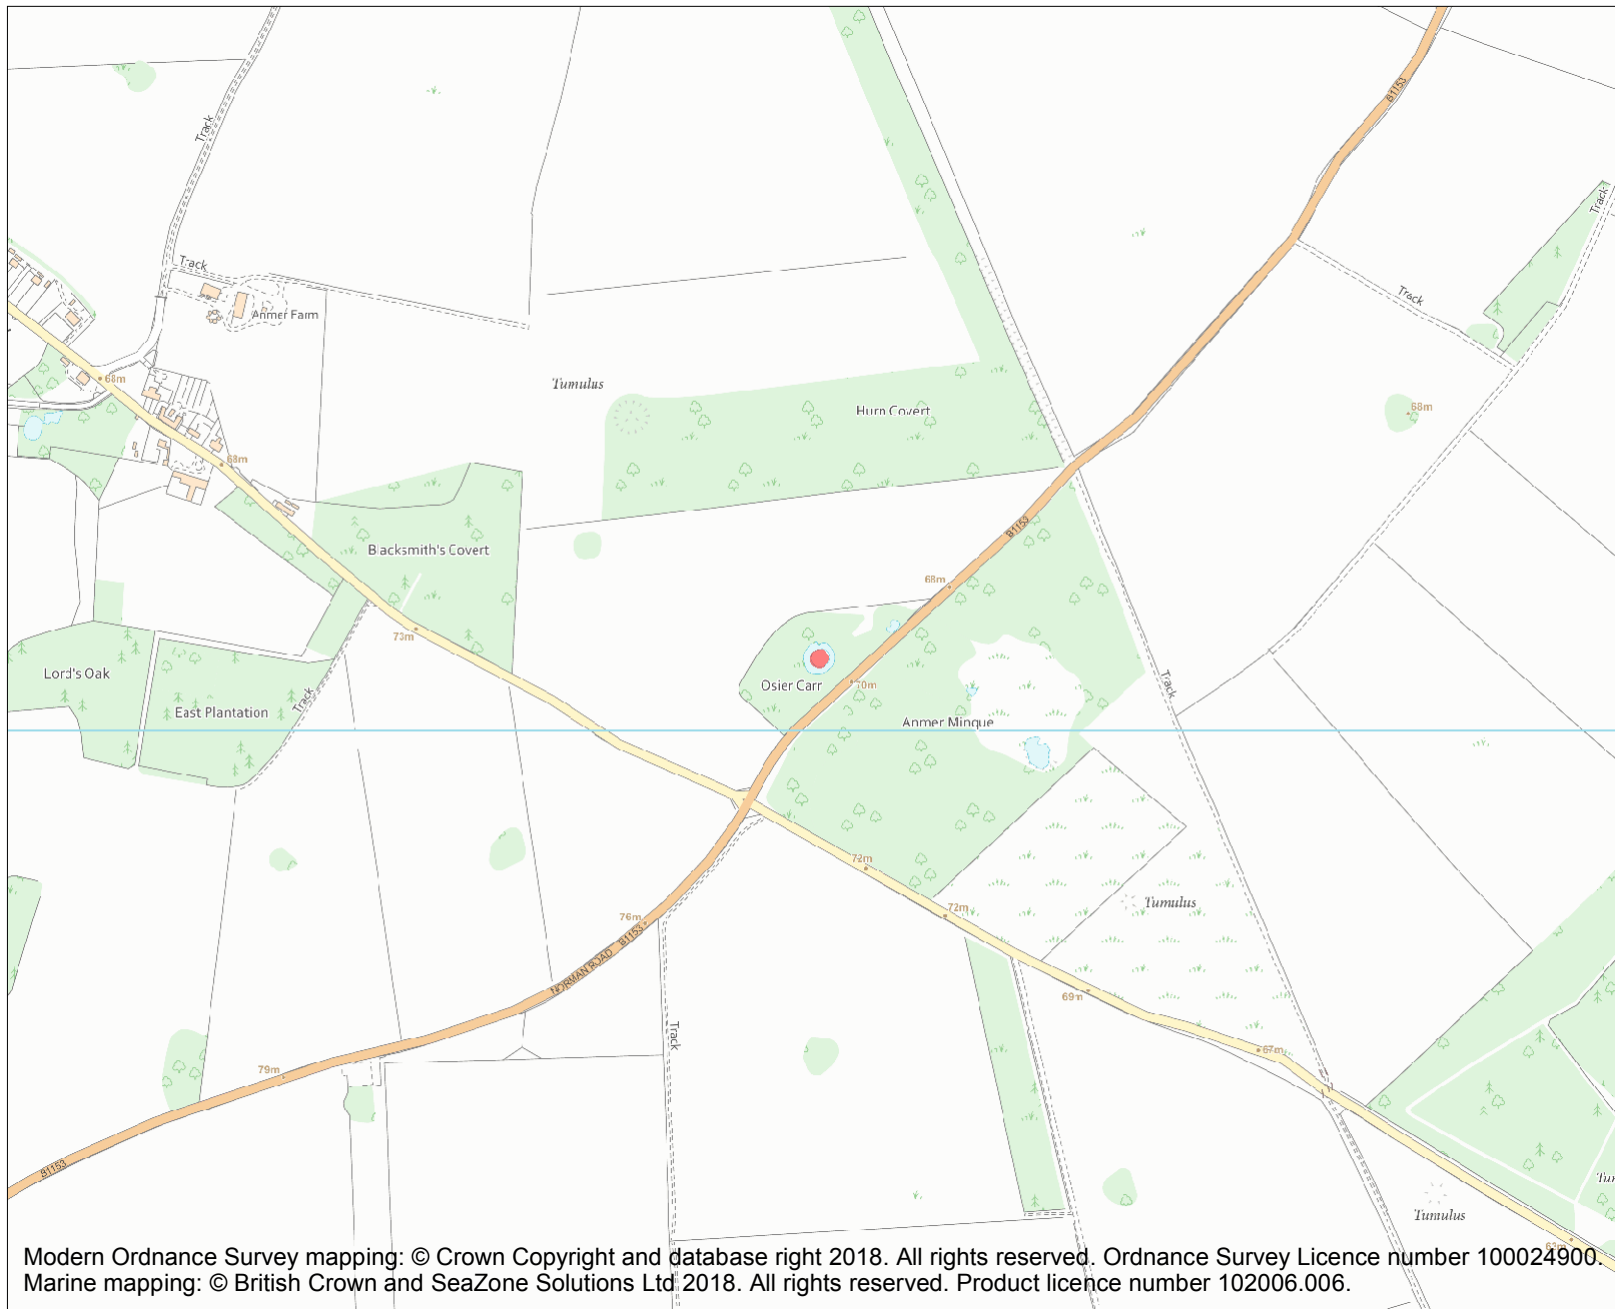 B1153
Track
Track
Track
Anmer Farm
Track
68m
Tumulus
Hurn Covert
68m
68m
B1153
Blacksmith's Covert
68m
73m
Lord's Oak
Track
Osier Carr
70m
Track
East Plantation
Anmer Minque
72m
Tumulus
72m
76m
B1153
NORMAN ROAD
69m
Track
67m
79m
B1153
Tumulus
63m
Modern Ordnance Survey mapping: © Crown Copyright and database right 2018. All rights reserved. Ordnance Survey Licence number 100024900.
Marine mapping: © British Crown and SeaZone Solutions Ltd 2018. All rights reserved. Product licence number 102006.006.